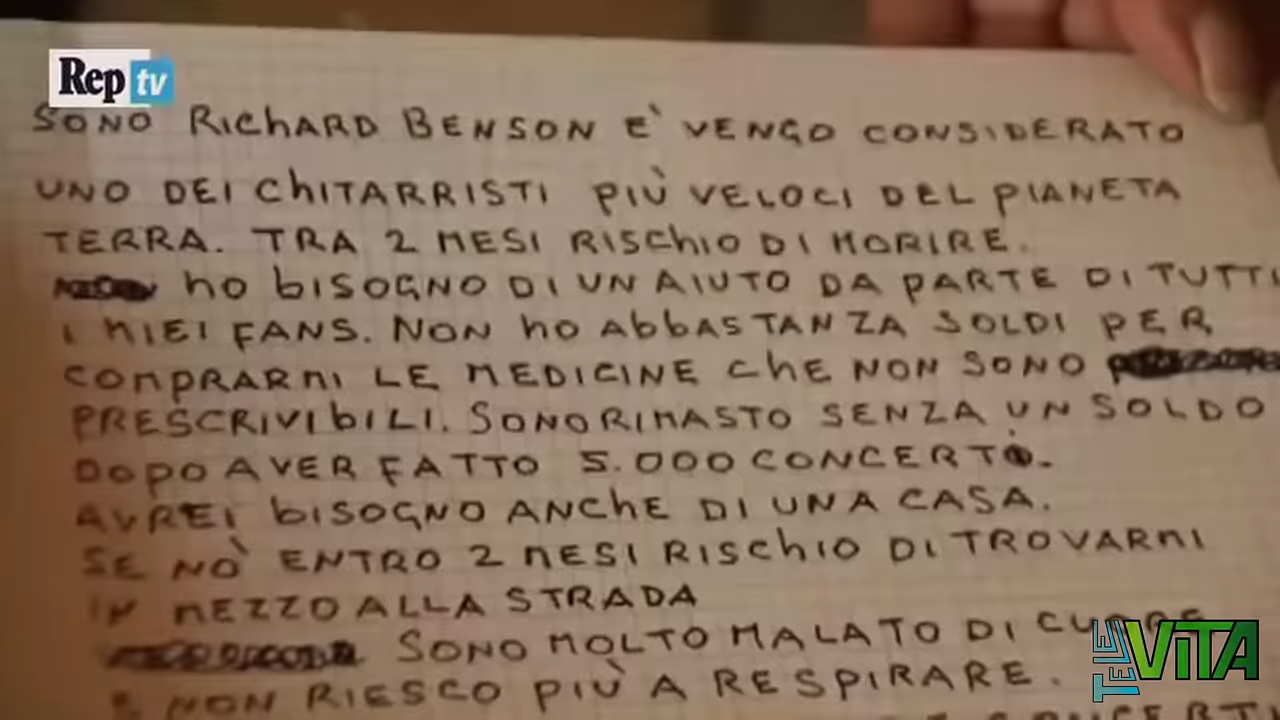 Rep tv
SONO RICHARD BENSON E' VENGO CONSIDERATO
UNO DEI CHITARRISTI PIÙ VELOCI DEL PIANETA
TERRA. TRA 2 MESI RISCHIO DI MORIRE.
HO BISOGNO DI UN AIUTO DA PARTE DI TUTTI
I MIEI FANS. NON HO ABBASTANZA SOLDI PER
COMPRARMI LE MEDICINE CHE NON SONO
PRESCRIVIBILI. SONO RIMASTO SENZA UN SOLDO
DOPO AVER FATTO 5.000 CONCERTI.
AVREI BISOGNO ANCHE DI UNA CASA.
SE NÒ ENTRO 2 MESI RISCHIO DI TROVARMI
IN MEZZO ALLA STRADA
SONO MOLTO MALATO DI CUORE
NON RIESCO PIÙ A RESPIRARE.
TELE VITA